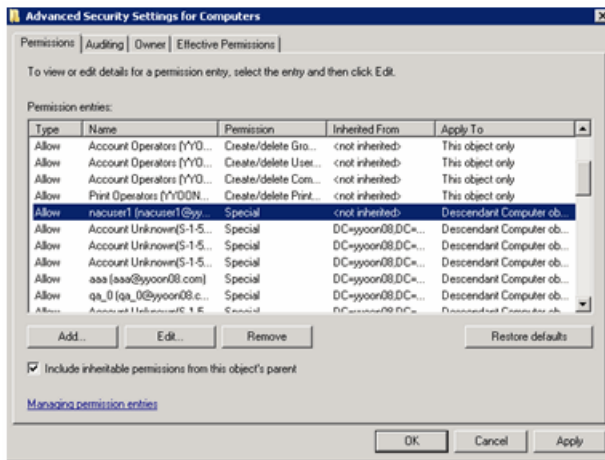 Advanced Security Settings for Computers
Permissions Auditing Owner Effective Permissions
To view or edit details for a permission entry, select the entry and then click Edit.
Permission entries:
Type Name Permission Inherited From Apply To
Allow Account Operators (YYO... Create/delete Gro... <not inherited> This object only
Allow Account Operators (YYO... Create/delete User... <not inherited> This object only
Allow Account Operators (YYO... Create/delete Com... <not inherited> This object only
Allow Print Operators (YYOON... Create/delete Print... <not inherited> This object only
Allow nacuser1 (nacuser1@yy... Special <not inherited> Descendant Computer ob...
Allow Account Unknown(S-1-5... Special DC=yyoon08,DC=... Descendant Computer ob...
Allow Account Unknown(S-1-5... Special DC=yyoon08,DC=... Descendant Computer ob...
Allow Account Unknown(S-1-5... Special DC=yyoon08,DC=... Descendant Computer ob...
Allow aaa (aaa@yyoon08.com) Special DC=yyoon08,DC=... Descendant Computer ob...
Allow qa_0 (qa_0@yyoon08.c... Special DC=yyoon08,DC=... Descendant Computer ob...
Add... Edit... Remove Restore defaults
Include inheritable permissions from this object's parent
Managing permission entries
OK Cancel Apply